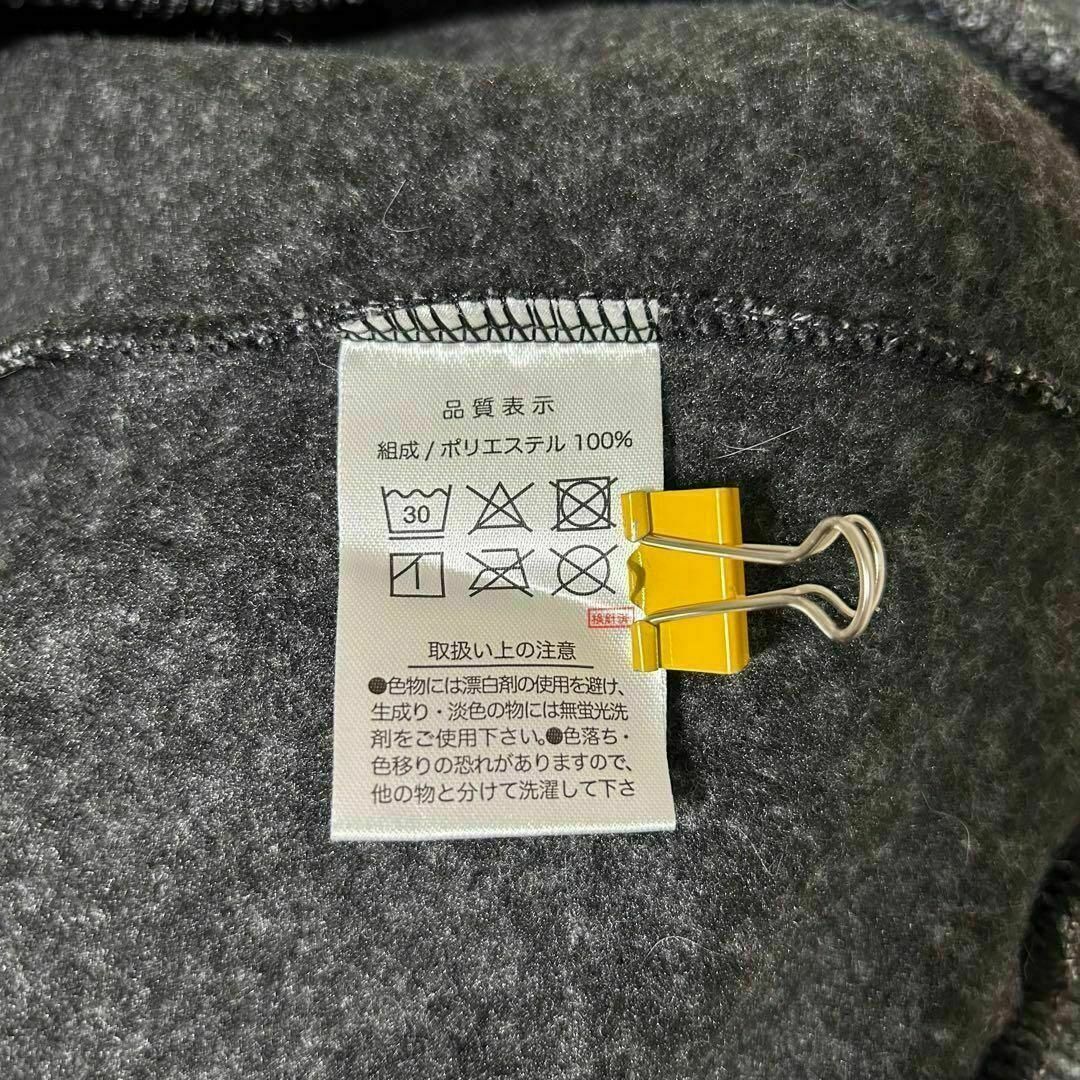 品質表示
組成/ポリエステル 100%
30
検針済
取扱い上の注意
●色物には漂白剤の使用を避け、
生成り・淡色の物には無蛍光洗
剤をご使用下さい。●色落ち・
色移りの恐れがありますので、
他の物と分けて洗濯して下さ